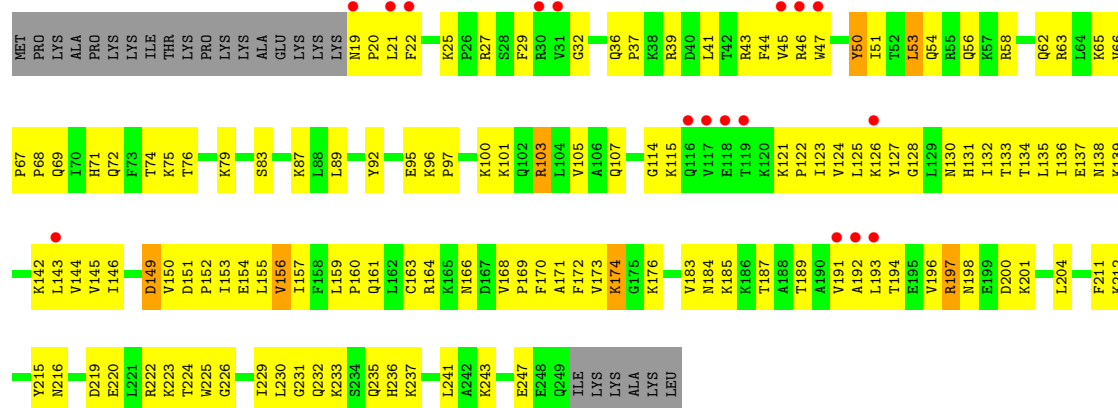 MET PRO LYS ALA PRO LYS LYS ILE THR LYS PRO LYS LYS ALA GLU LYS LYS LYS N19 P20 L21 F22 K25 P26 R27 S28 F29 R30 V31 G32 Q36 P37 K38 R39 D40 L41 T42 R43 F44 V45 R46 W47 Y50 I51 T52 L53 Q54 R55 Q56 K57 R58 Q62 R63 L64 K65 V66
P67 P68 Q69 I70 H71 Q72 F73 T74 K75 T76 K79 S83 K87 L88 L89 Y92 E95 K96 P97 K100 K101 Q102 R103 L104 V105 A106 Q107 G114 K115 Q116 V117 E118 T119 K120 K121 P122 I123 V124 L125 K126 Y127 G128 L129 N130 H131 I132 T133 T134 L135 I136 E137 N138 K139
K142 L143 V144 V145 I146 D149 V150 D151 P152 I153 E154 L155 V156 I157 F158 L159 P160 Q161 L162 C163 R164 K165 N166 D167 V168 P169 F170 A171 F172 V173 K174 G175 K176 V183 N184 K185 K186 T187 A188 T189 A190 V191 A192 L193 T194 E195 V196 R197 N198 E199 D200 K201 L204 F211 K212
Y215 N216 D219 E220 L221 R222 K223 T224 W225 G226 I229 L230 G231 Q232 K233 S234 Q235 H236 K237 L241 A242 K243 E247 E248 Q249 ILE LYS LYS ALA LYS LEU